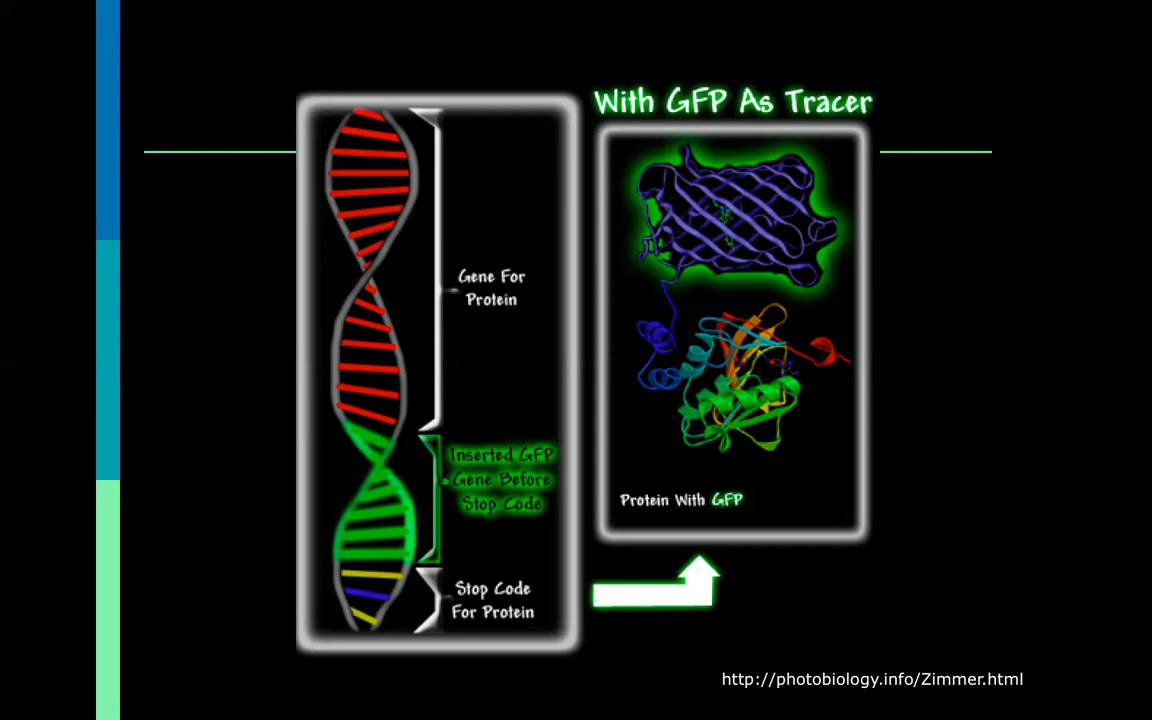 With GFP As Tracer
Gene For
Protein
Inserted GFP
Gene Before
Stop Code
Stop Code
For Protein
Protein With GFP
http://photobiology.info/Zimmer.html